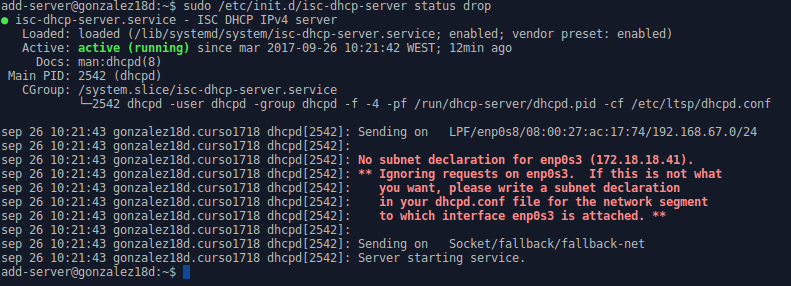 add-server@gonzalez18d:~$ sudo /etc/init.d/isc-dhcp-server status drop
● isc-dhcp-server.service - ISC DHCP IPv4 server
   Loaded: loaded (/lib/systemd/system/isc-dhcp-server.service; enabled; vendor preset: enabled)
   Active: active (running) since mar 2017-09-26 10:21:42 WEST; 12min ago
     Docs: man:dhcpd(8)
 Main PID: 2542 (dhcpd)
   CGroup: /system.slice/isc-dhcp-server.service
           └─2542 dhcpd -user dhcpd -group dhcpd -f -4 -pf /run/dhcp-server/dhcpd.pid -cf /etc/ltsp/dhcpd.conf

sep 26 10:21:43 gonzalez18d.curso1718 dhcpd[2542]: Sending on   LPF/enp0s8/08:00:27:ac:17:74/192.168.67.0/24
sep 26 10:21:43 gonzalez18d.curso1718 dhcpd[2542]:
sep 26 10:21:43 gonzalez18d.curso1718 dhcpd[2542]: No subnet declaration for enp0s3 (172.18.18.41).
sep 26 10:21:43 gonzalez18d.curso1718 dhcpd[2542]: ** Ignoring requests on enp0s3.  If this is not what
sep 26 10:21:43 gonzalez18d.curso1718 dhcpd[2542]:    you want, please write a subnet declaration
sep 26 10:21:43 gonzalez18d.curso1718 dhcpd[2542]:    in your dhcpd.conf file for the network segment
sep 26 10:21:43 gonzalez18d.curso1718 dhcpd[2542]:    to which interface enp0s3 is attached. **
sep 26 10:21:43 gonzalez18d.curso1718 dhcpd[2542]:
sep 26 10:21:43 gonzalez18d.curso1718 dhcpd[2542]: Sending on   Socket/fallback/fallback-net
sep 26 10:21:43 gonzalez18d.curso1718 dhcpd[2542]: Server starting service.
add-server@gonzalez18d:~$